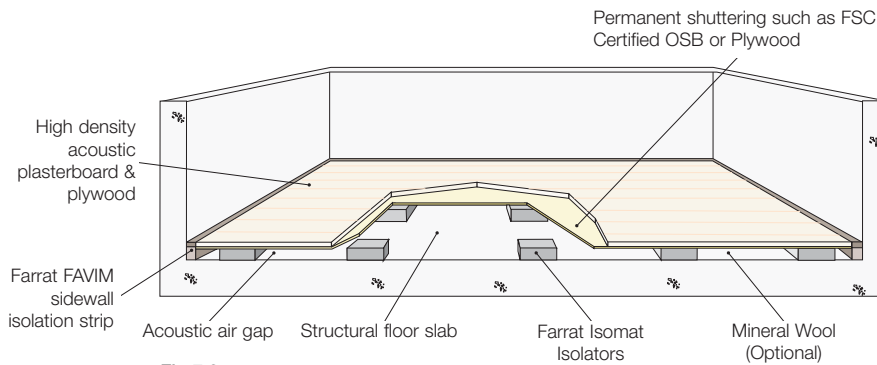 Permanent shuttering such as FSC
Certified OSB or Plywood
High density
acoustic
plasterboard &
plywood
Farrat FAVIM
sidewall
isolation strip
Acoustic air gap
Structural floor slab
Farrat Isomat
Isolators
Mineral Wool
(Optional)